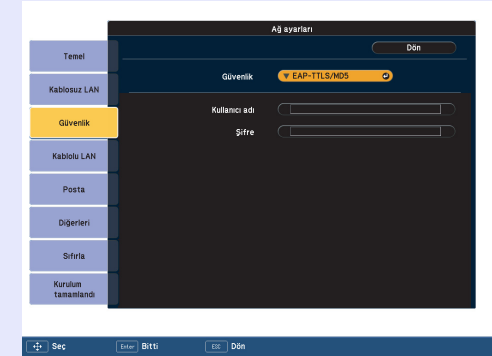 Ağ ayarları
Dön
Temel
Kablosuz LAN
Güvenlik
Kablolu LAN
Posta
Diğerleri
Sıfırla
Kurulum
tamamlandı
Güvenlik
EAP-TTLS/MD5
Kullanıcı adı
Şifre
Seç
Enter Bitti
ESC Dön